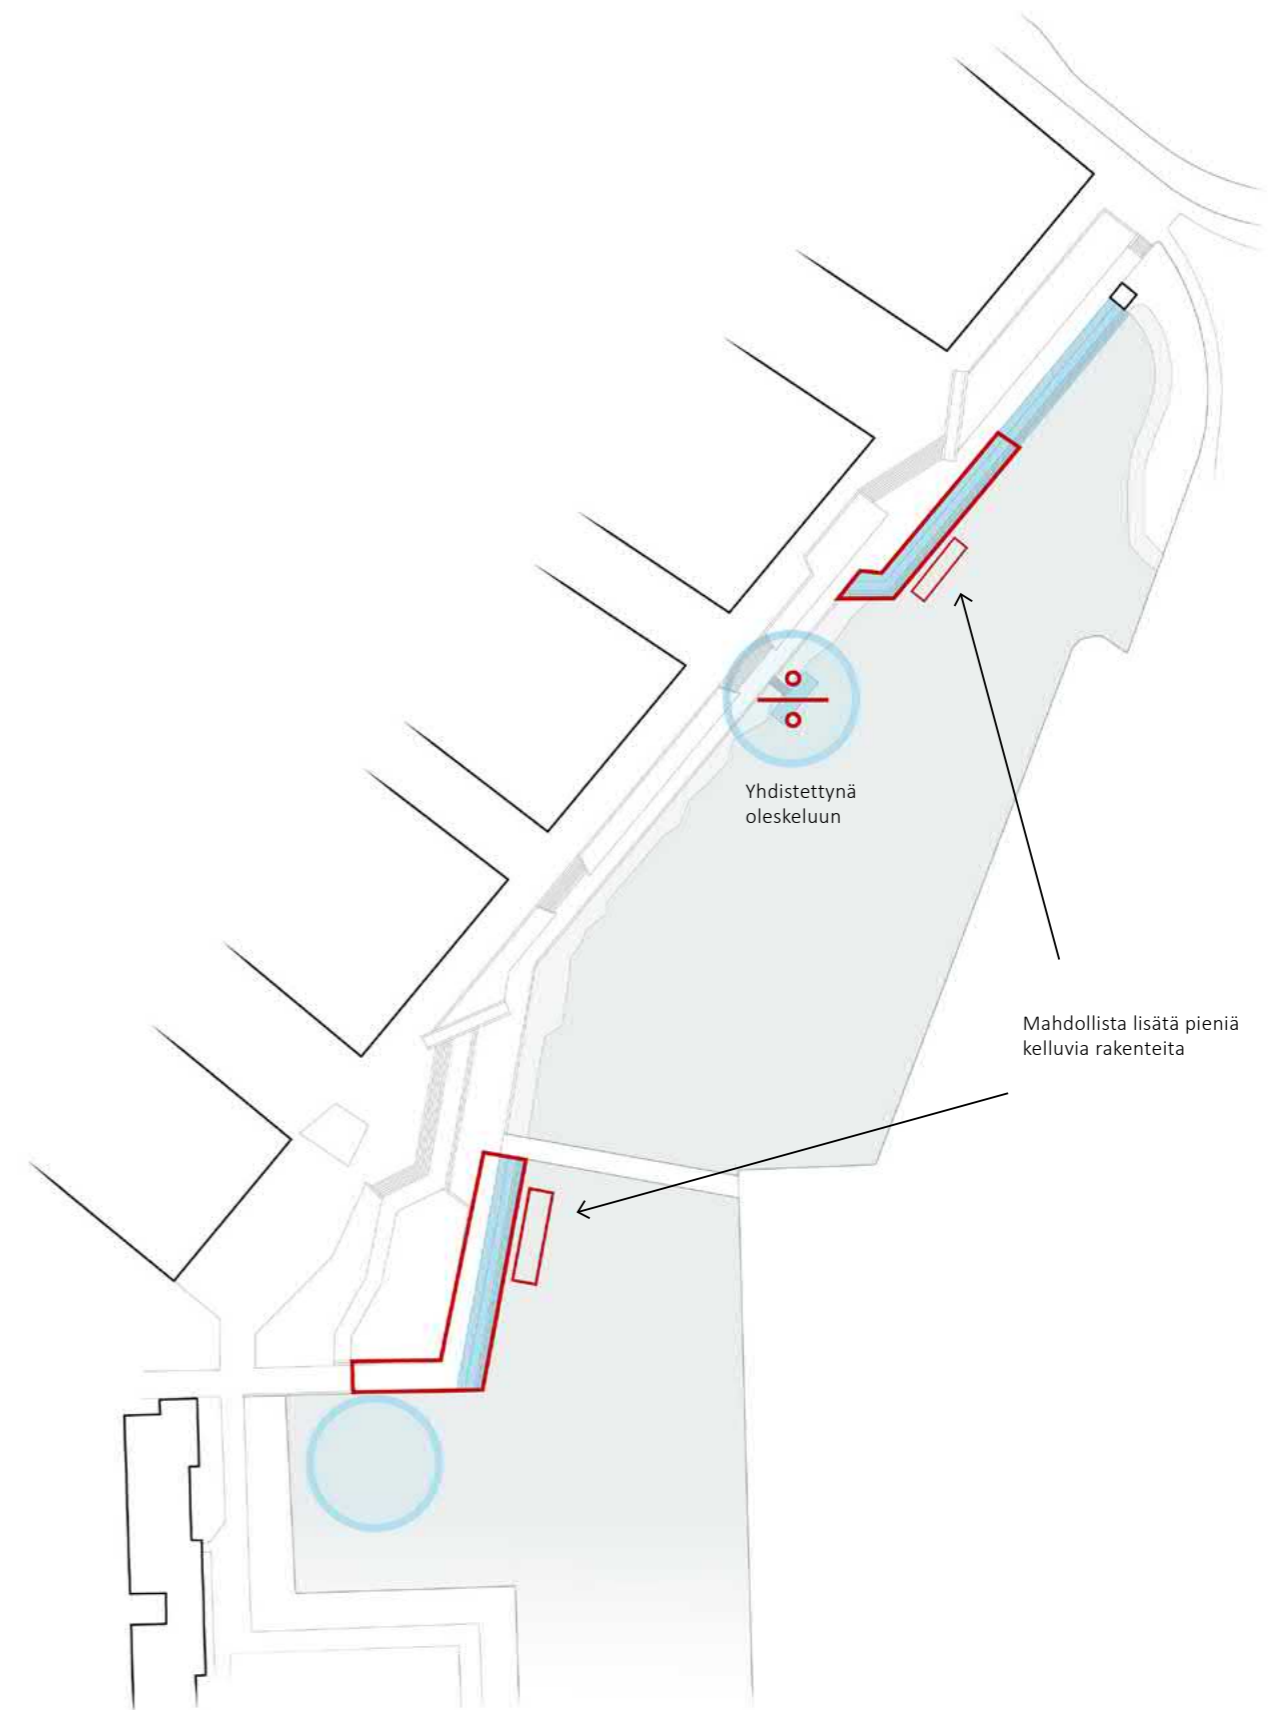 Yhdistettynä
oleskeluun
Mahdollista lisätä pieniä
kelluvia rakenteita